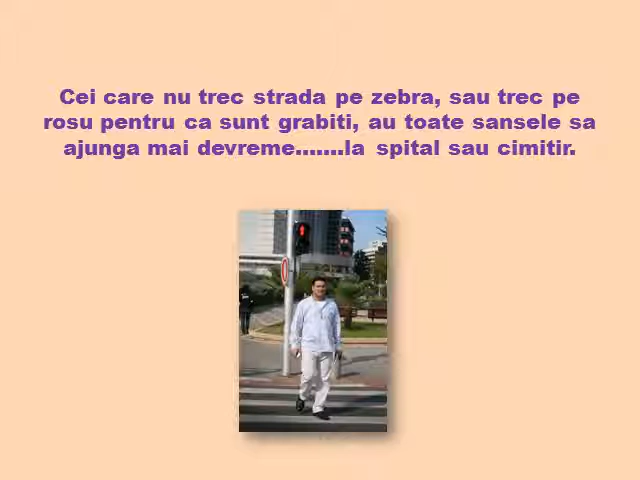 Cei care nu trec strada pe zebra, sau trec pe
rosu pentru ca sunt grabiti, au toate sansele sa
ajunga mai devreme.......la spital sau cimitir.